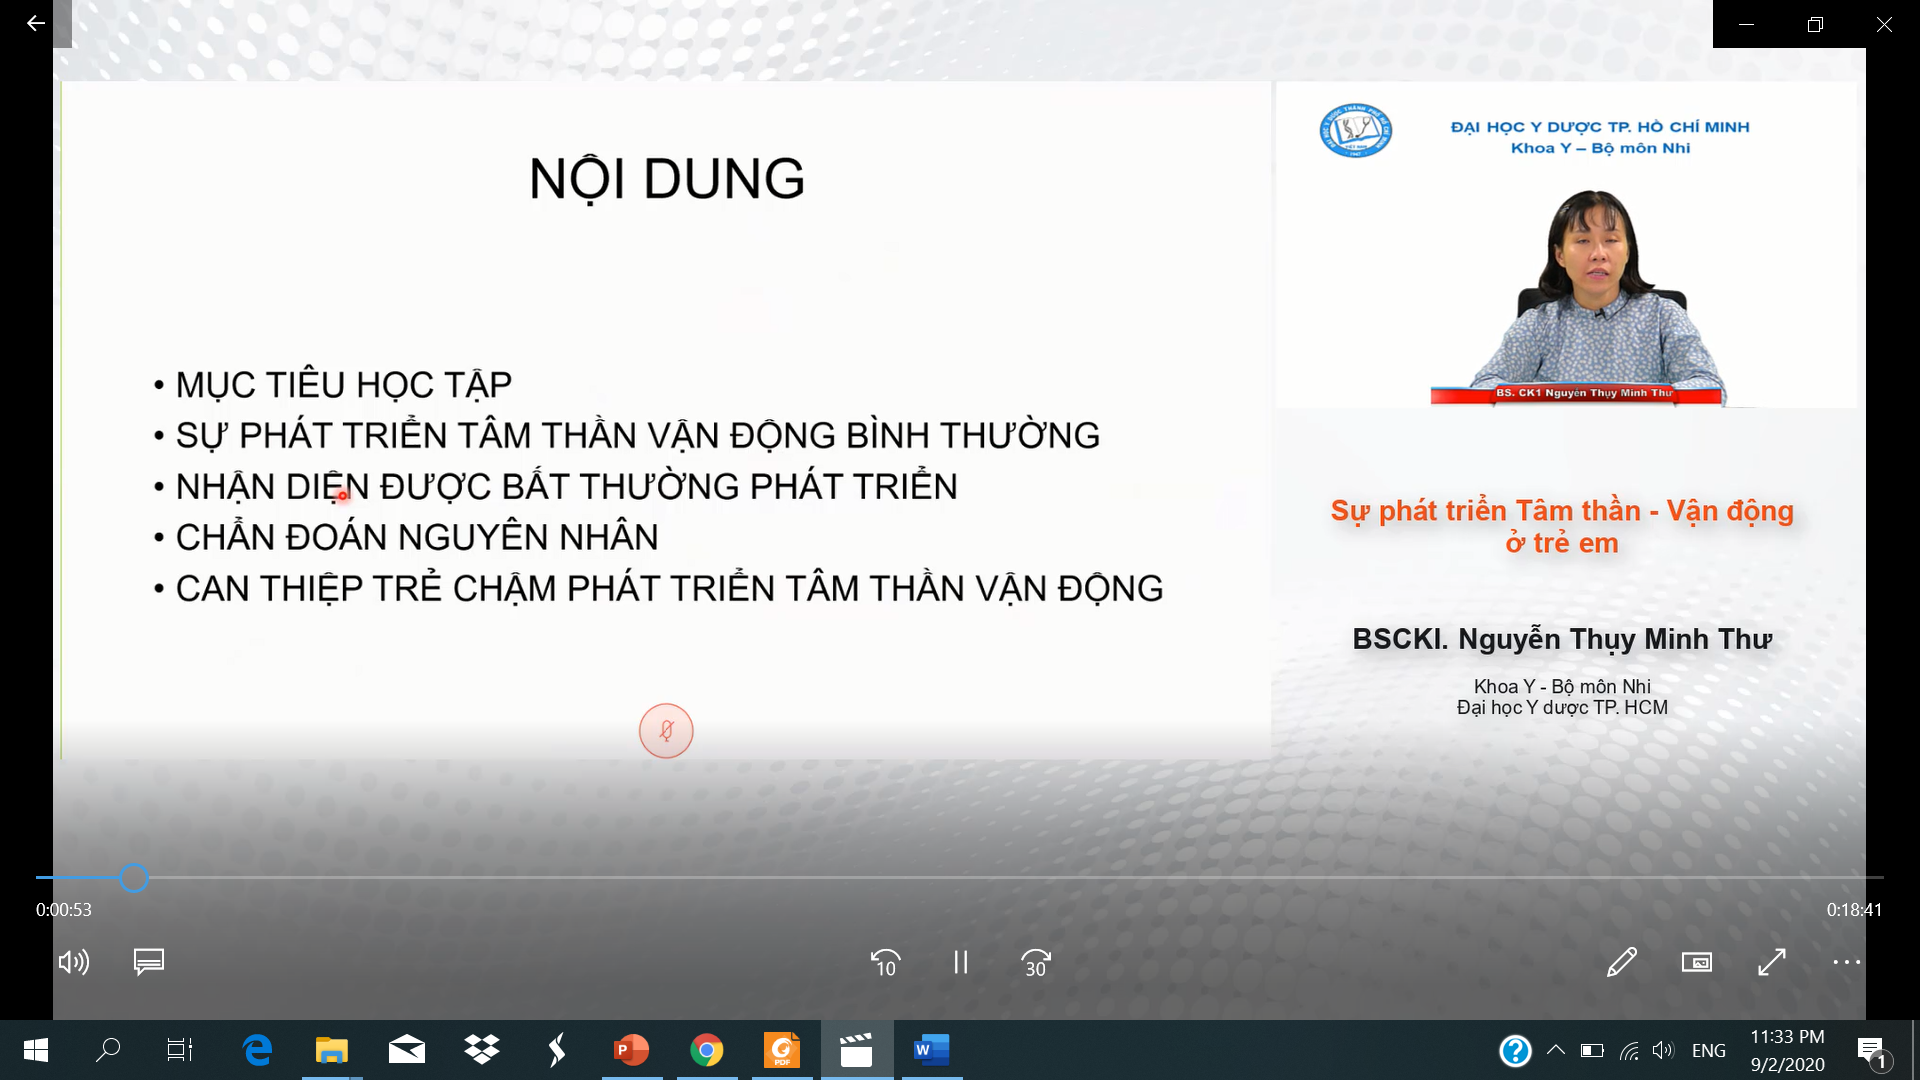 NỘI DUNG
• MỤC TIÊU HỌC TẬP
• SỰ PHÁT TRIỂN TÂM THẦN VẬN ĐỘNG BÌNH THƯỜNG
• NHẬN DIỆN ĐƯỢC BẤT THƯỜNG PHÁT TRIỂN
• CHẨN ĐOÁN NGUYÊN NHÂN
• CAN THIỆP TRẺ CHẬM PHÁT TRIỂN TÂM THẦN VẬN ĐỘNG
ĐẠI HỌC Y DƯỢC TP. HỒ CHÍ MINH
Khoa Y – Bộ môn Nhi
BS. CK1 Nguyễn Thụy Minh Thư
Sự phát triển Tâm thần - Vận động
ở trẻ em
BSCKI. Nguyễn Thụy Minh Thư
Khoa Y - Bộ môn Nhi
Đại học Y dược TP. HCM
0:00:53
0:18:41
10
30
P
PDF
W
ENG
11:33 PM
9/2/2020
1